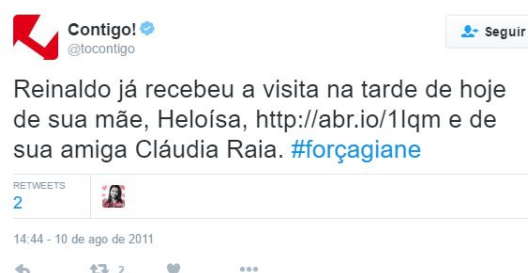 Contigo!
@tocontigo
Seguir
Reinaldo já recebeu a visita na tarde de hoje
de sua mãe, Heloísa, http://abr.io/1Iqm e de
sua amiga Cláudia Raia. #forçagiane
RETWEETS
2
14:44 - 10 de ago de 2011
2